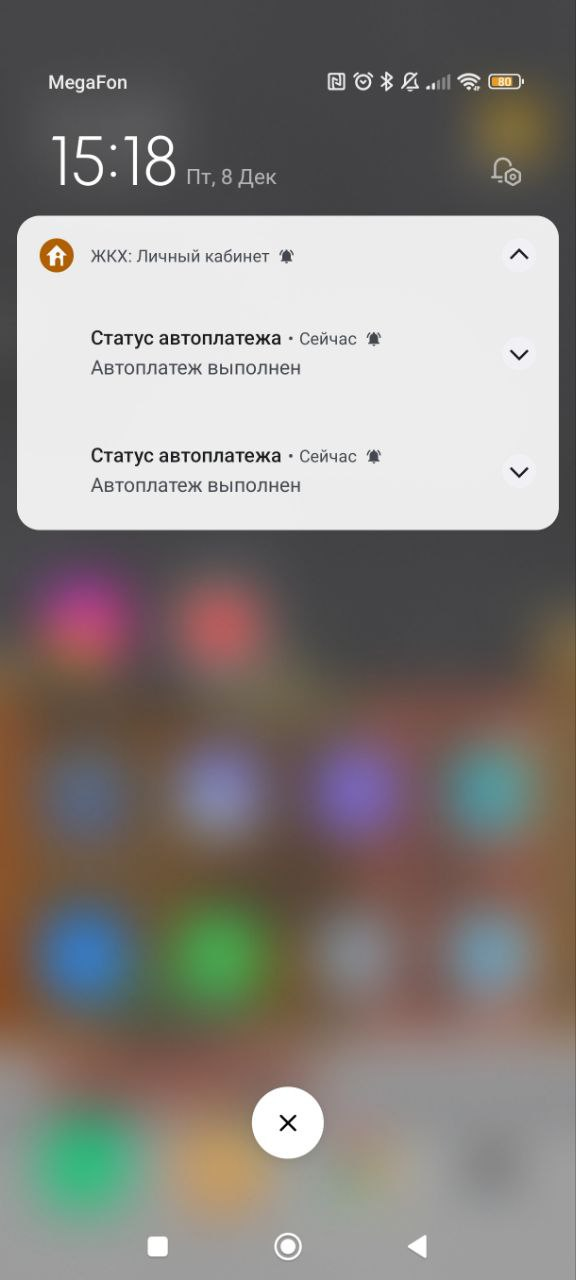 MegaFon
80
15:18 Пт, 8 Дек
ЖКХ: Личный кабинет
Статус автоплатежа • Сейчас
Автоплатеж выполнен
Статус автоплатежа • Сейчас
Автоплатеж выполнен